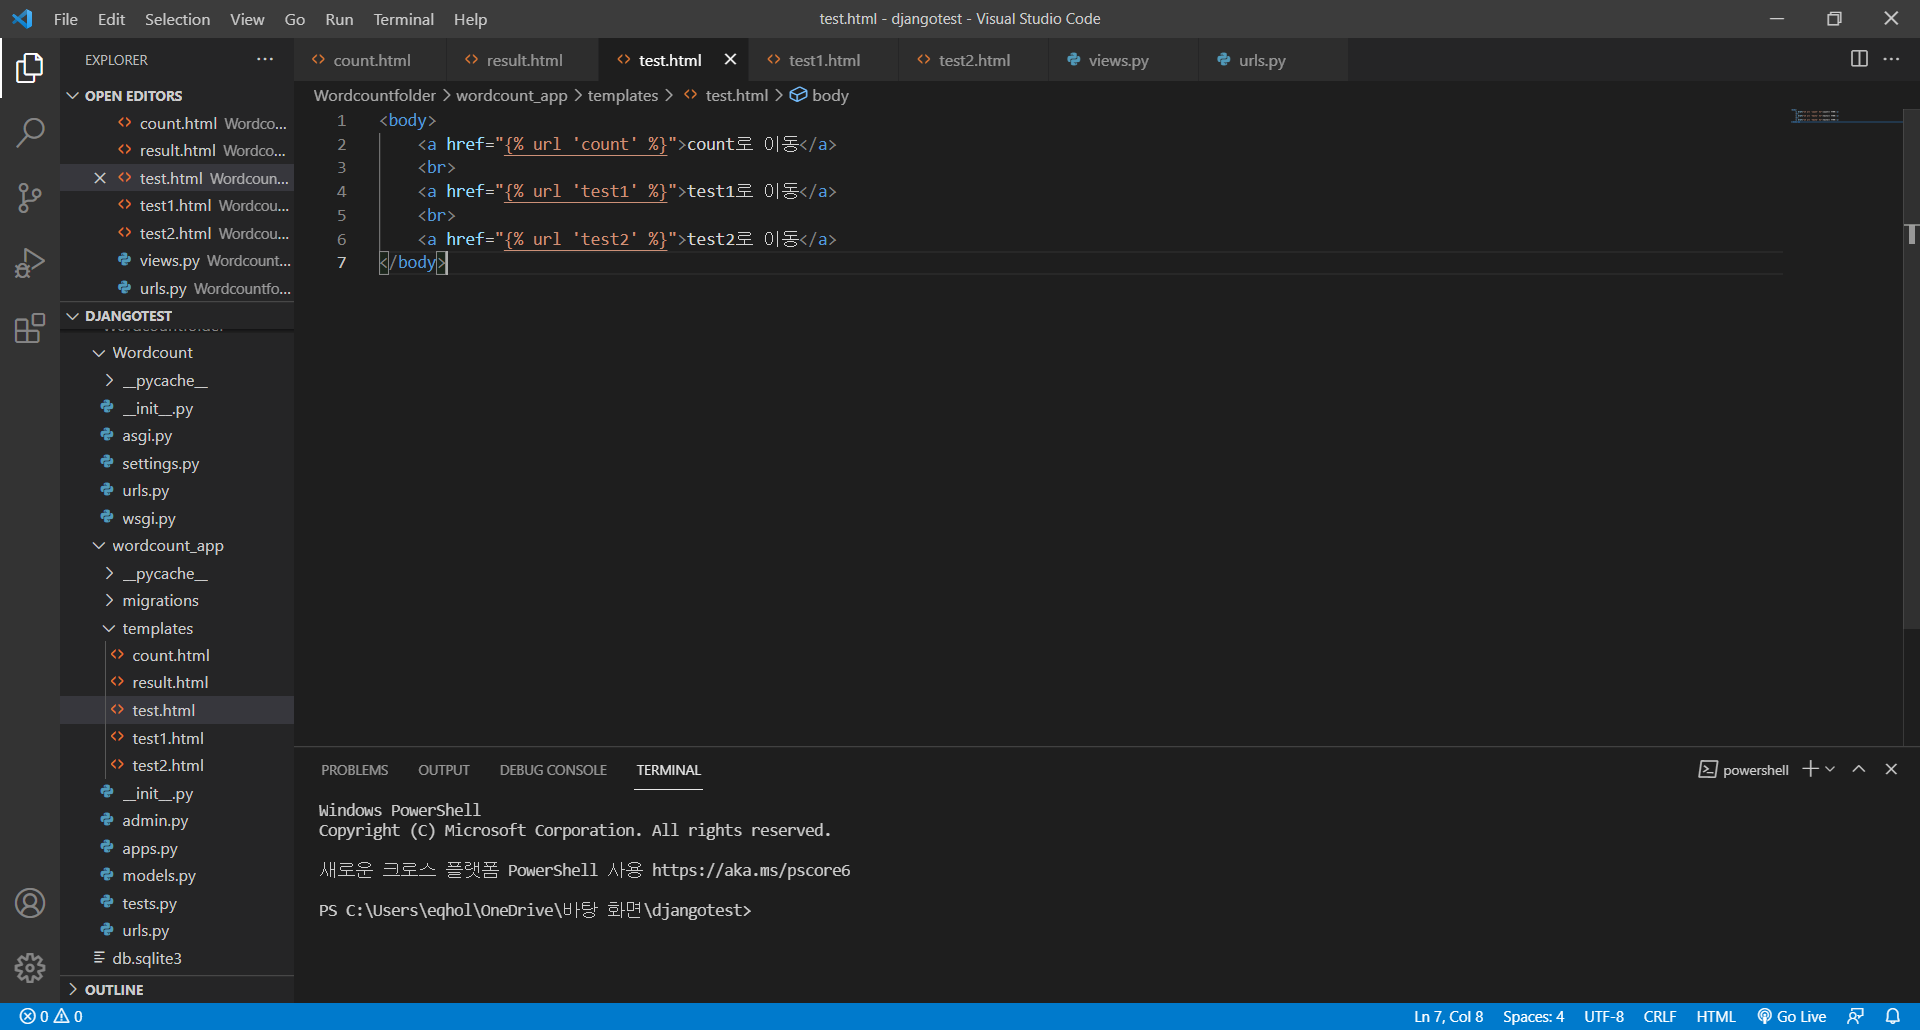 File Edit Selection View Go Run Terminal Help
test.html - djangotest - Visual Studio Code
EXPLORER
OPEN EDITORS
count.html Wordco...
result.html Wordco...
test.html Wordcoun...
test1.html Wordcou...
test2.html Wordcou...
views.py Wordcount...
urls.py Wordcountfo...
DJANGOTEST
Wordcountfolder
Wordcount
__pycache__
__init__.py
asgi.py
settings.py
urls.py
wsgi.py
wordcount_app
__pycache__
migrations
templates
count.html
result.html
test.html
test1.html
test2.html
__init__.py
admin.py
apps.py
models.py
tests.py
urls.py
db.sqlite3
OUTLINE
count.html result.html test.html test1.html test2.html views.py urls.py
Wordcountfolder > wordcount_app > templates > test.html > body
1 <body>
2 <a href="{% url 'count' %}">count로 이동</a>
3 <br>
4 <a href="{% url 'test1' %}">test1로 이동</a>
5 <br>
6 <a href="{% url 'test2' %}">test2로 이동</a>
7 </body>
PROBLEMS OUTPUT DEBUG CONSOLE TERMINAL
powershell
Windows PowerShell
Copyright (C) Microsoft Corporation. All rights reserved.
새로운 크로스 플랫폼 PowerShell 사용 https://aka.ms/pscore6
PS C:\Users\eqhol\OneDrive\바탕 화면\djangotest>
0 0
Ln 7, Col 8 Spaces: 4 UTF-8 CRLF HTML Go Live